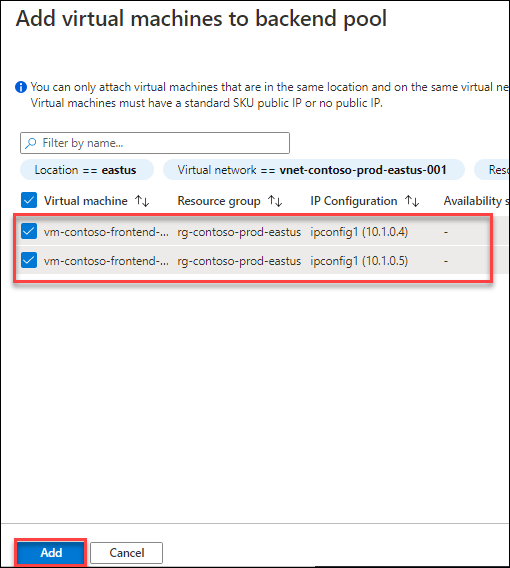 Add virtual machines to backend pool
You can only attach virtual machines that are in the same location and on the same virtual ne
Virtual machines must have a standard SKU public IP or no public IP.
Filter by name...
Location == eastus Virtual network == vnet-contoso-prod-eastus-001 Reso
Virtual machine ↑↓ Resource group ↑↓ IP Configuration ↑↓ Availability s
vm-contoso-frontend-... rg-contoso-prod-eastus ipconfig1 (10.1.0.4) -
vm-contoso-frontend-... rg-contoso-prod-eastus ipconfig1 (10.1.0.5) -
Add Cancel